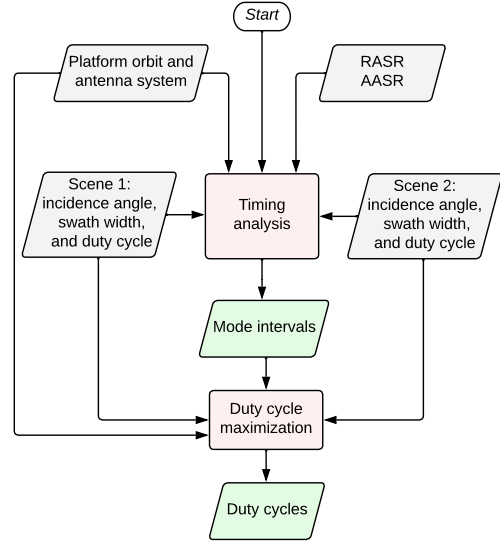 Start
Platform orbit and
antenna system
RASR
AASR
Scene 1:
incidence angle,
swath width,
and duty cycle
Timing
analysis
Scene 2:
incidence angle,
swath width,
and duty cycle
Mode intervals
Duty cycle
maximization
Duty cycles